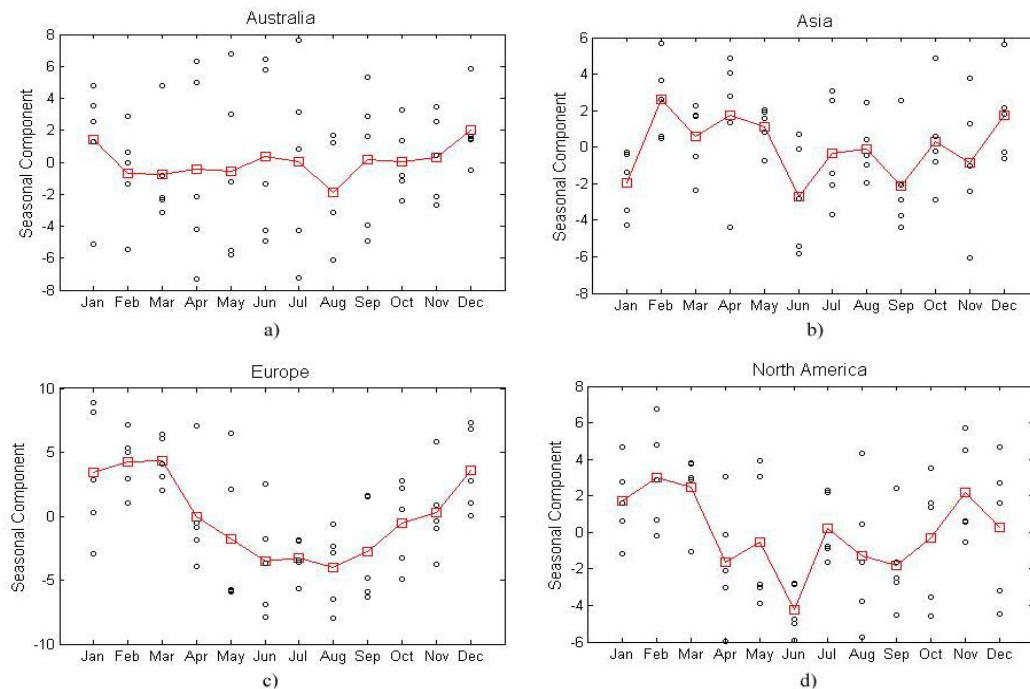 Australia
Seasonal Component
8
6
4
2
0
-2
-4
-6
-8
Jan Feb Mar Apr May Jun Jul Aug Sep Oct Nov Dec
a)
Asia
Seasonal Component
6
4
2
0
-2
-4
-6
-8
Jan Feb Mar Apr May Jun Jul Aug Sep Oct Nov Dec
b)
Europe
Seasonal Component
10
5
0
-5
-10
Jan Feb Mar Apr May Jun Jul Aug Sep Oct Nov Dec
c)
North America
Seasonal Component
8
6
4
2
0
-2
-4
-6
Jan Feb Mar Apr May Jun Jul Aug Sep Oct Nov Dec
d)